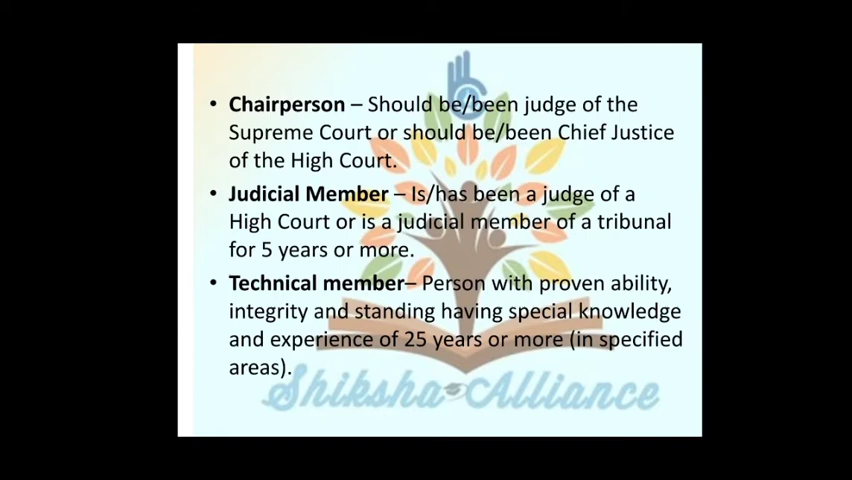 • Chairperson – Should be/been judge of the
Supreme Court or should be/been Chief Justice
of the High Court.
• Judicial Member – Is/has been a judge of a
High Court or is a judicial member of a tribunal
for 5 years or more.
• Technical member– Person with proven ability,
integrity and standing having special knowledge
and experience of 25 years or more (in specified
areas).
Shiksha Alliance